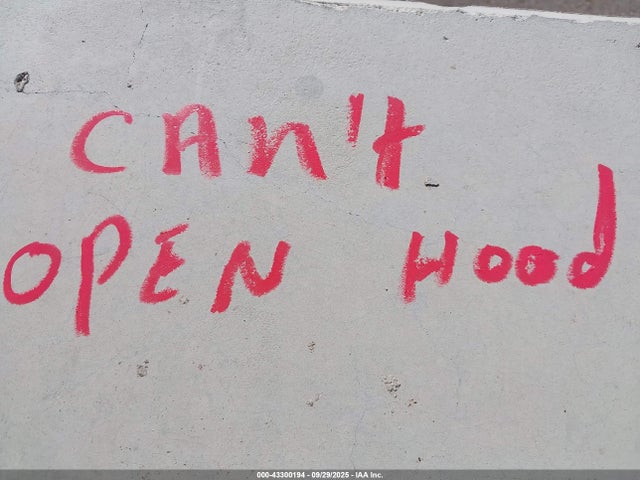 CAN't
OPEN HOOd
000-43300194 - 09/29/2025 - IAA Inc.